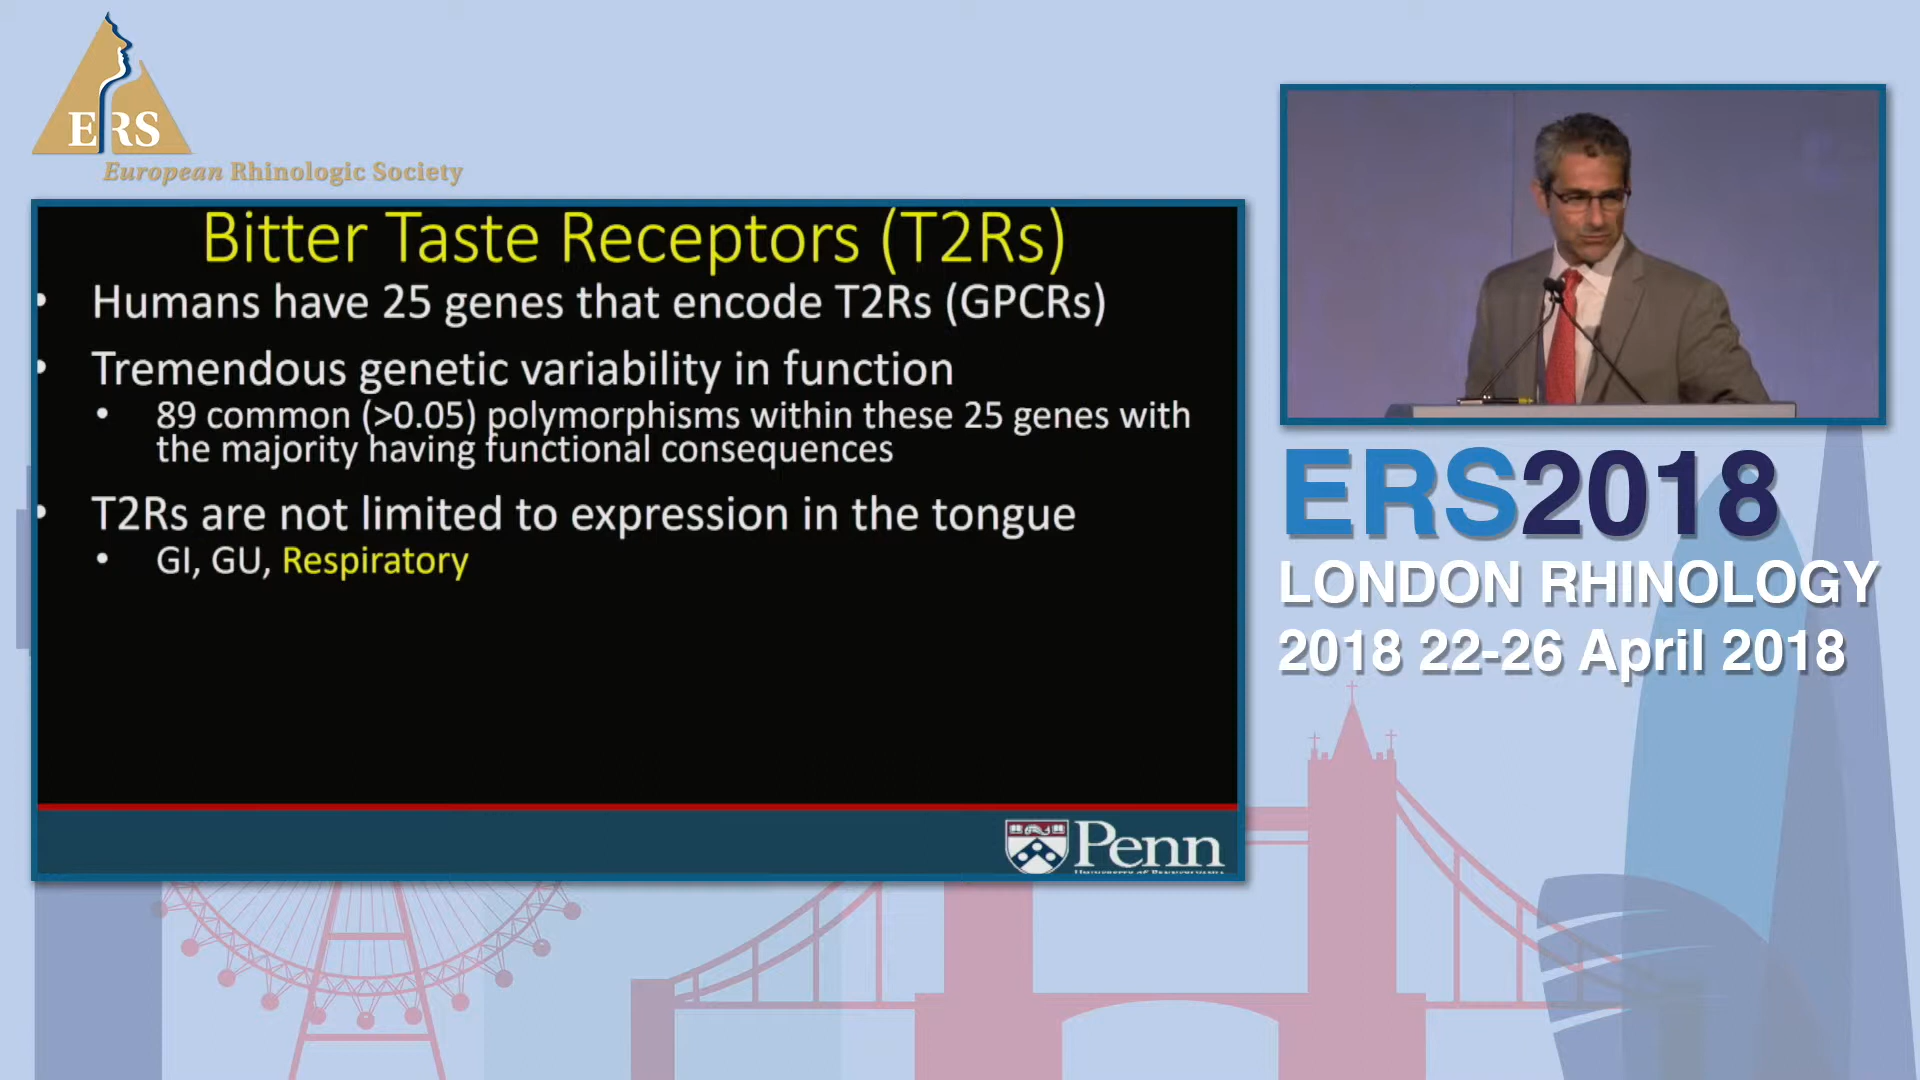 ERS
European Rhinologic Society
Bitter Taste Receptors (T2Rs)
• Humans have 25 genes that encode T2Rs (GPCRs)
• Tremendous genetic variability in function
• 89 common (>0.05) polymorphisms within these 25 genes with
the majority having functional consequences
• T2Rs are not limited to expression in the tongue
• GI, GU, Respiratory
Penn
UNIVERSITY OF PENNSYLVANIA
ERS2018
LONDON RHINOLOGY
2018 22-26 April 2018